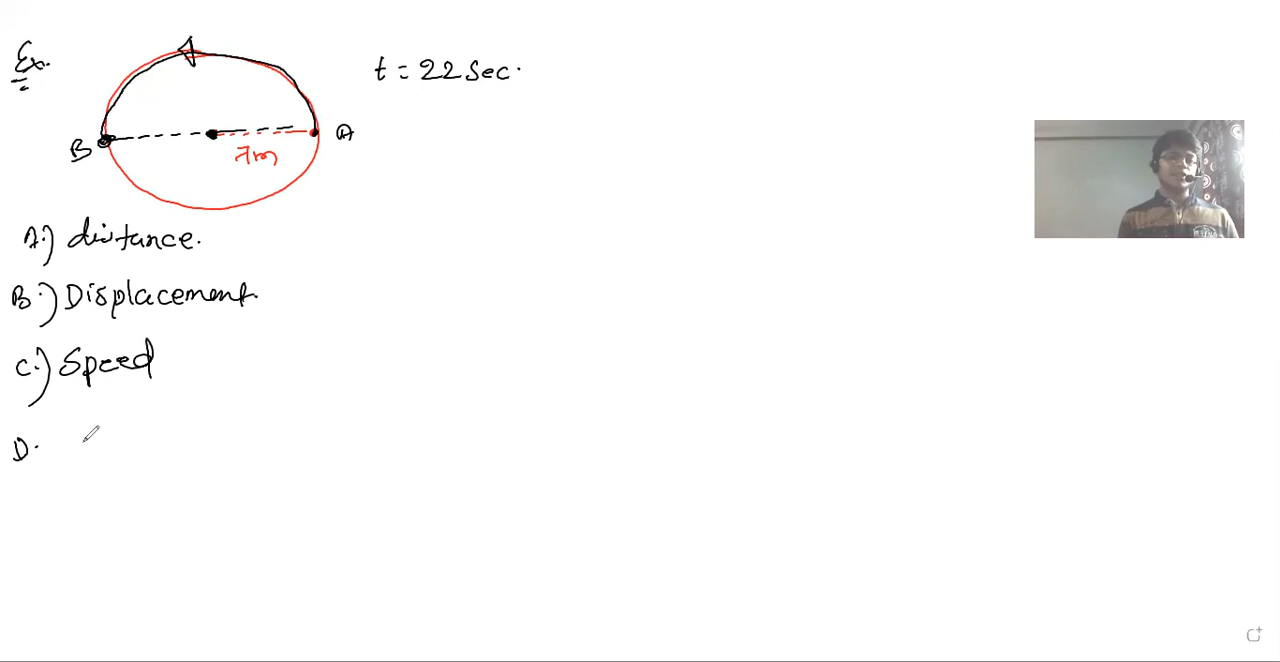 Ex.
t = 22 Sec.
B
A
7m
A.) distance.
B.) Displacement.
C.) Speed
D.